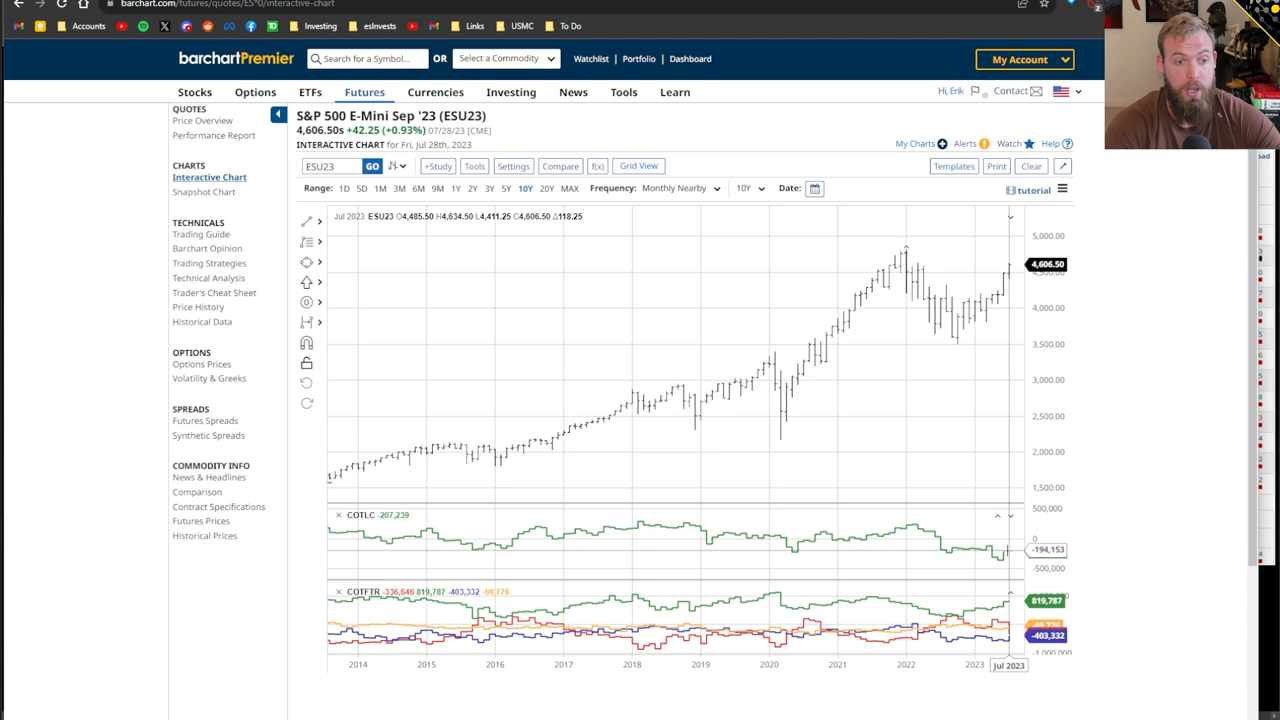 barchart.com/futures/quotes/ES*0/interactive-chart
Accounts Investing esInvests Links USMC To Do
barchartPremier Search for a Symbol... OR Select a Commodity Watchlist Portfolio Dashboard My Account
Stocks Options ETFs Futures Currencies Investing News Tools Learn Hi, Erik Contact
QUOTES
Price Overview
Performance Report
CHARTS
Interactive Chart
Snapshot Chart
TECHNICALS
Trading Guide
Barchart Opinion
Trading Strategies
Technical Analysis
Trader's Cheat Sheet
Price History
Historical Data
OPTIONS
Options Prices
Volatility & Greeks
SPREADS
Futures Spreads
Synthetic Spreads
COMMODITY INFO
News & Headlines
Comparison
Contract Specifications
Futures Prices
Historical Prices
S&P 500 E-Mini Sep '23 (ESU23)
4,606.50s +42.25 (+0.93%) 07/28/23 [CME]
INTERACTIVE CHART for Fri, Jul 28th, 2023
My Charts Alerts Watch Help
ESU23 GO +Study Tools Settings Compare f(x) Grid View Templates Print Clear
Range: 1D 5D 1M 3M 6M 9M 1Y 2Y 3Y 5Y 10Y 20Y MAX Frequency: Monthly Nearby 10Y Date:
tutorial
Jul 2023 ESU23 O4,485.50 H4,634.50 L4,411.25 C4,606.50 Δ118.25
5,000.00
4,606.50
4,500.00
4,000.00
3,500.00
3,000.00
2,500.00
2,000.00
1,500.00
COTLC -207,239
500,000
0
-194,153
-500,000
COTFTR -336,646 819,787 -403,332 -69,776
819,787
-69,776
-403,332
-1,000,000
2014 2015 2016 2017 2018 2019 2020 2021 2022 2023 Jul 2023